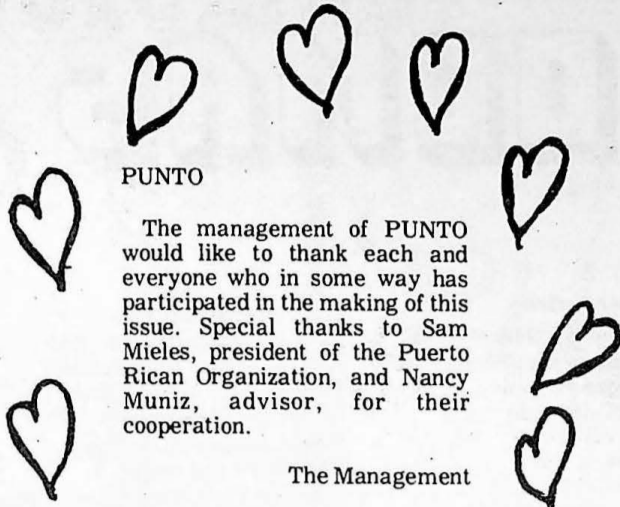 PUNTO
The management of PUNTO
would like to thank each and
everyone who in some way has
participated in the making of this
issue. Special thanks to Sam
Mieles, president of the Puerto
Rican Organization, and Nancy
Muniz, advisor, for their
cooperation.
The Management